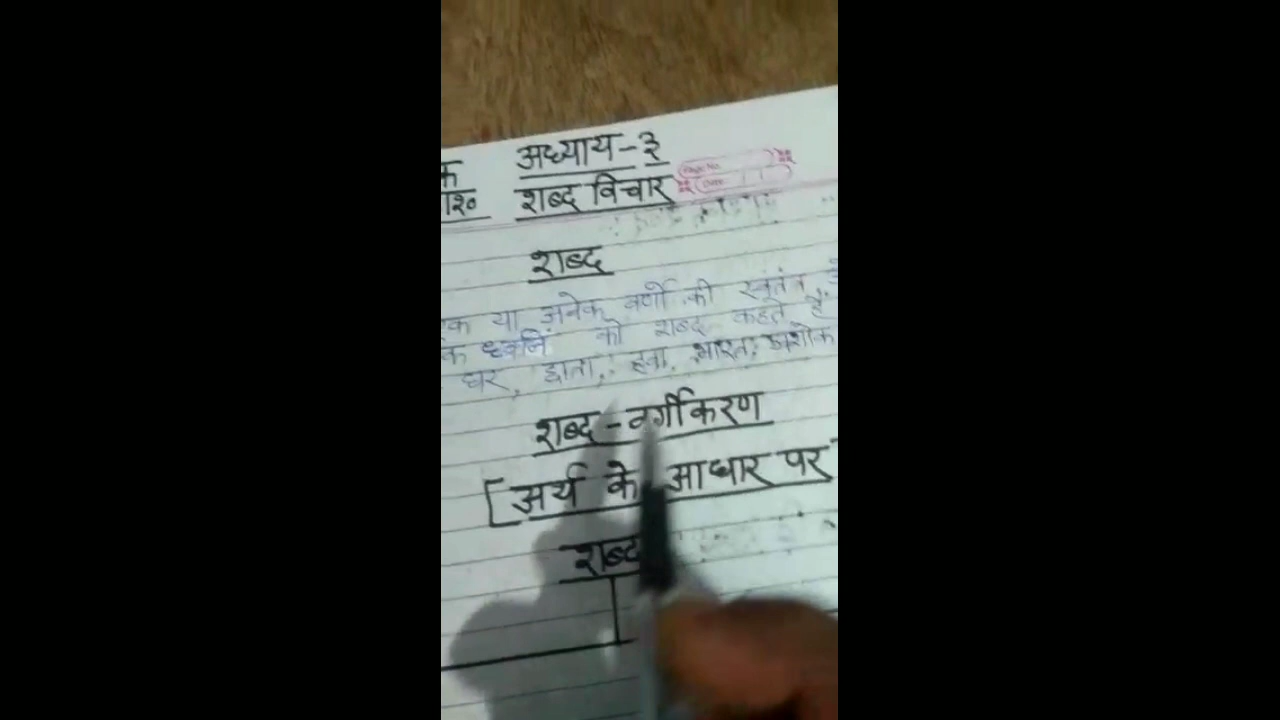 अध्याय-३
शब्द विचार
शब्द
या अनेक वर्णो की स्वतंत्र
ध्वनि को शब्द कहते हैं:
घर, छाता, हवा, भारत, अशोक
शब्द-वर्गीकरण
[अर्थ के आधार पर
शब्द